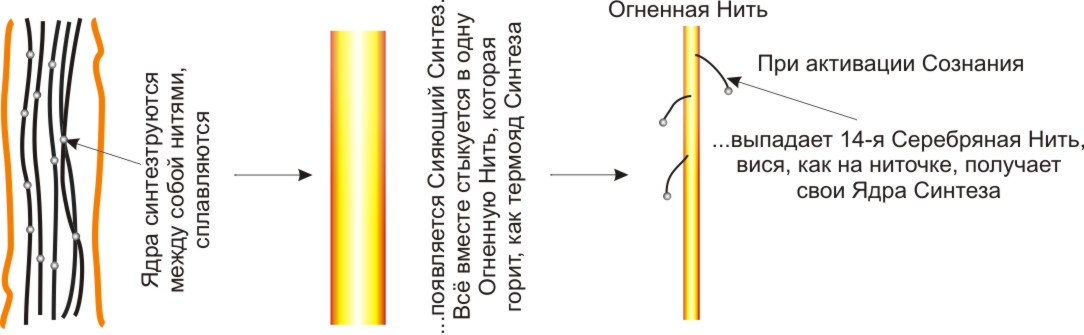 Ядра синтезтруются
между собой нитями,
сплавляются
...появляется Сияющий Синтез.
Всё вместе стыкуется в одну
Огненную Нить, которая
горит, как термояд Синтеза
Огненная Нить
При активации Сознания
...выпадает 14-я Серебряная Нить,
вися, как на ниточке, получает
свои Ядра Синтеза